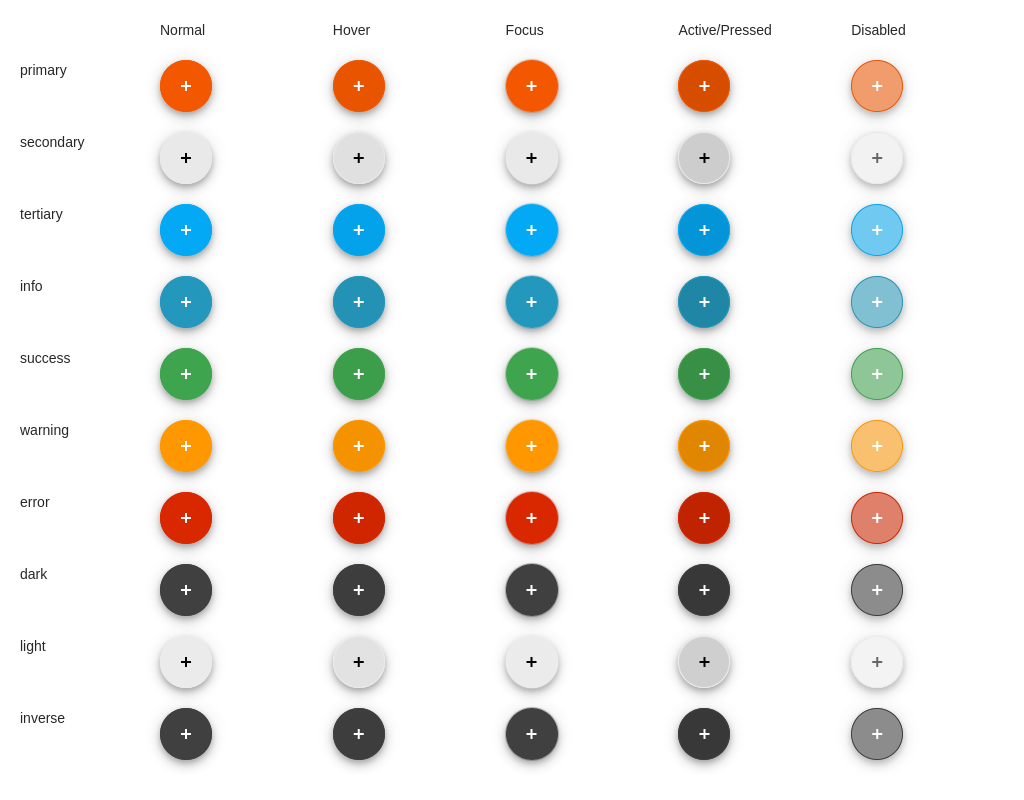 Normal Hover Focus Active/Pressed Disabled
primary + + + + +
secondary + + + + +
tertiary + + + + +
info + + + + +
success + + + + +
warning + + + + +
error + + + + +
dark + + + + +
light + + + + +
inverse + + + + +